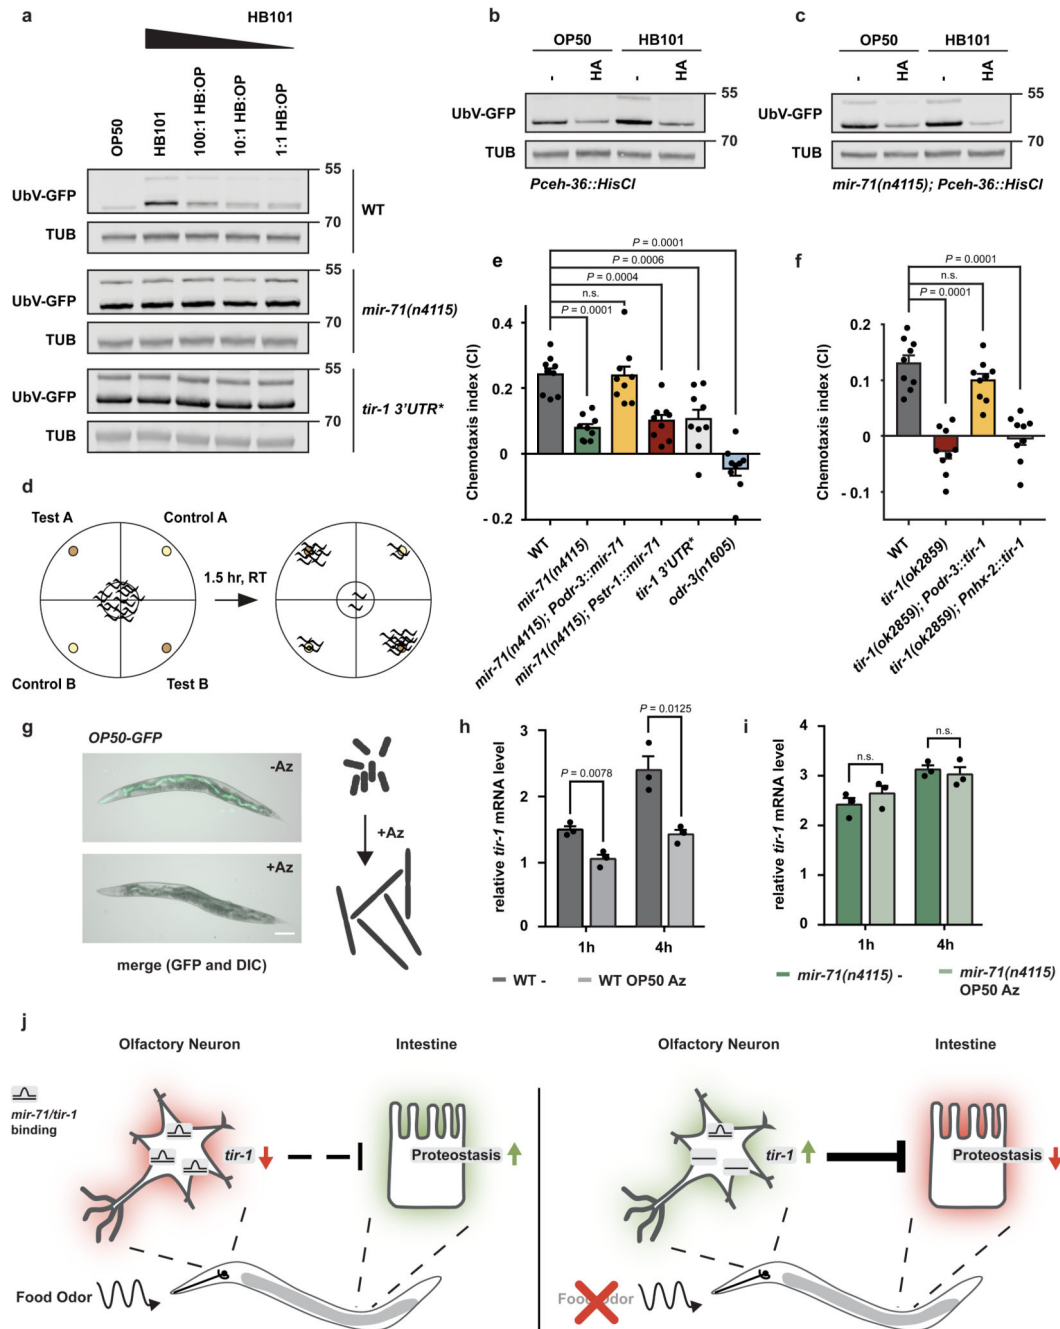 a
HB101
OP50
HB101
100:1 HB:OP
10:1 HB:OP
1:1 HB:OP
UbV-GFP
55
WT
TUB
70
UbV-GFP
55
mir-71(n4115)
TUB
70
UbV-GFP
55
tir-1 3'UTR*
TUB
70
b
OP50
HB101
-
HA
-
HA
UbV-GFP
55
TUB
70
Pceh-36::HisCl
c
OP50
HB101
-
HA
-
HA
UbV-GFP
55
TUB
70
mir-71(n4115); Pceh-36::HisCl
d
Test A
Control A
1.5 hr, RT
Control B
Test B
e
P = 0.0001
P = 0.0006
P = 0.0004
n.s.
P = 0.0001
Chemotaxis index (CI)
0.4
0.2
0
- 0.2
WT
mir-71(n4115)
mir-71(n4115); Podr-3::mir-71
mir-71(n4115); Pstr-1::mir-71
tir-1 3'UTR*
odr-3(n1605)
f
P = 0.0001
n.s.
P = 0.0001
Chemotaxis index (CI)
0.2
0.1
0
- 0.1
WT
tir-1(ok2859)
tir-1(ok2859); Podr-3::tir-1
tir-1(ok2859); Pnhx-2::tir-1
g
OP50-GFP
-Az
+Az
+Az
merge (GFP and DIC)
h
P = 0.0125
P = 0.0078
relative tir-1 mRNA level
3
2
1
0
1h
4h
WT -
WT OP50 Az
i
n.s.
n.s.
relative tir-1 mRNA level
4
3
2
1
0
1h
4h
mir-71(n4115) -
mir-71(n4115)
OP50 Az
j
Olfactory Neuron
Intestine
mir-71/tir-1
binding
tir-1
Proteostasis
Food Odor
Olfactory Neuron
Intestine
tir-1
Proteostasis
Food Odor